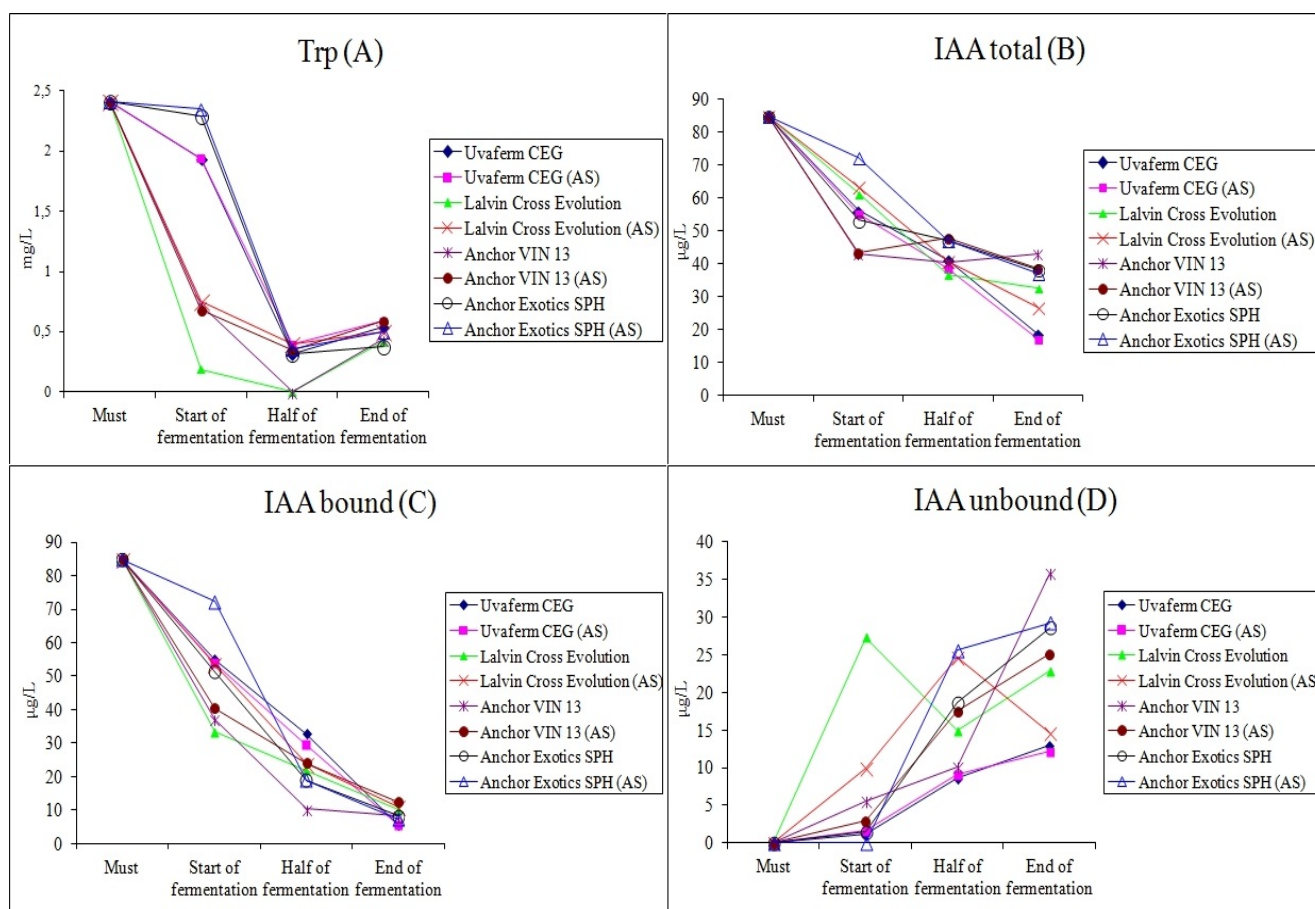 Trp (A)
2,5
2
1,5
1
0,5
0
mg/L
Must
Start of
fermentation
Half of
fermentation
End of
fermentation
Uvaferm CEG
Uvaferm CEG (AS)
Lalvin Cross Evolution
Lalvin Cross Evolution (AS)
Anchor VIN 13
Anchor VIN 13 (AS)
Anchor Exotics SPH
Anchor Exotics SPH (AS)
IAA total (B)
90
80
70
60
50
40
30
20
10
0
µg/L
Must
Start of
fermentation
Half of
fermentation
End of
fermentation
Uvaferm CEG
Uvaferm CEG (AS)
Lalvin Cross Evolution
Lalvin Cross Evolution (AS)
Anchor VIN 13
Anchor VIN 13 (AS)
Anchor Exotics SPH
Anchor Exotics SPH (AS)
IAA bound (C)
90
80
70
60
50
40
30
20
10
0
µg/L
Must
Start of
fermentation
Half of
fermentation
End of
fermentation
Uvaferm CEG
Uvaferm CEG (AS)
Lalvin Cross Evolution
Lalvin Cross Evolution (AS)
Anchor VIN 13
Anchor VIN 13 (AS)
Anchor Exotics SPH
Anchor Exotics SPH (AS)
IAA unbound (D)
40
35
30
25
20
15
10
5
0
µg/L
Must
Start of
fermentation
Half of
fermentation
End of
fermentation
Uvaferm CEG
Uvaferm CEG (AS)
Lalvin Cross Evolution
Lalvin Cross Evolution (AS)
Anchor VIN 13
Anchor VIN 13 (AS)
Anchor Exotics SPH
Anchor Exotics SPH (AS)